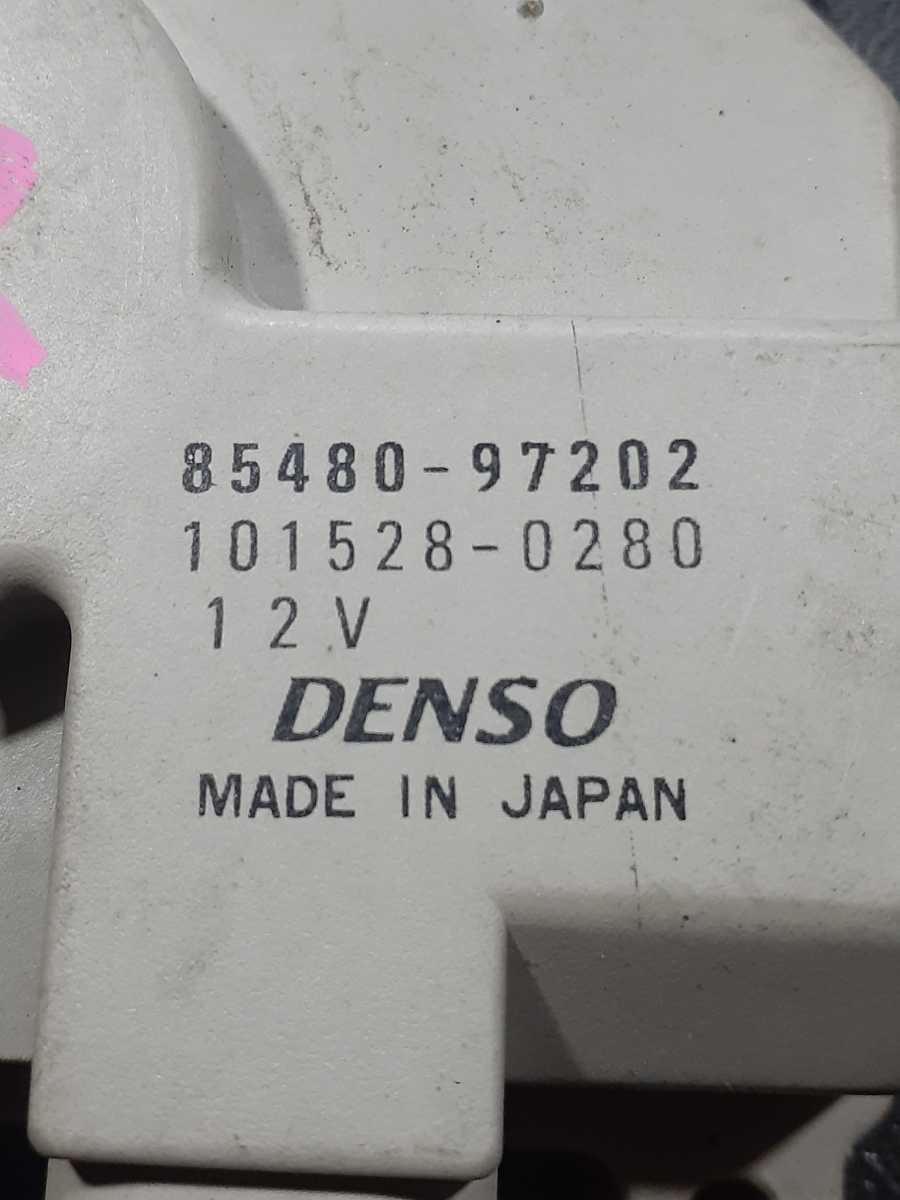 85480-97202
101528-0280
12V
DENSO
MADE IN JAPAN